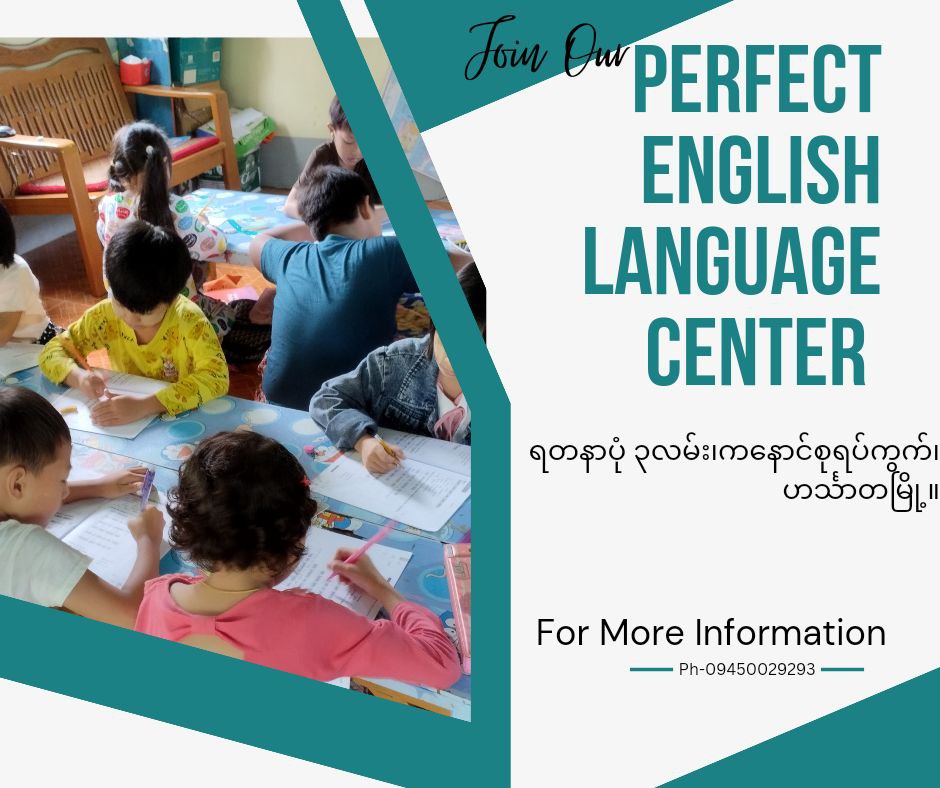 Join Our
PERFECT
ENGLISH
LANGUAGE
CENTER
ရတနာပုံ ၃လမ်း၊ကနောင်စုရပ်ကွက်၊
ဟင်္သာတမြို့။
For More Information
Ph-09450029293